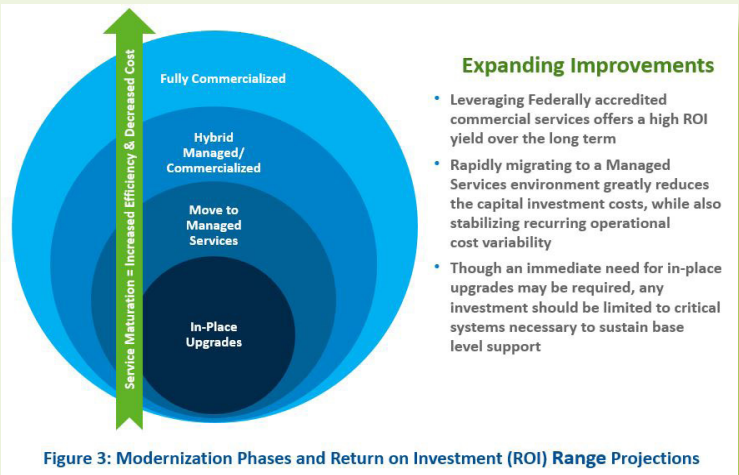 Service Maturation = Increased Efficiency & Decreased Cost
Fully Commercialized
Hybrid
Managed/
Commercialized
Move to
Managed
Services
In-Place
Upgrades
Expanding Improvements
• Leveraging Federally accredited
commercial services offers a high ROI
yield over the long term
• Rapidly migrating to a Managed
Services environment greatly reduces
the capital investment costs, while also
stabilizing recurring operational
cost variability
• Though an immediate need for in-place
upgrades may be required, any
investment should be limited to critical
systems necessary to sustain base
level support
Figure 3: Modernization Phases and Return on Investment (ROI) Range Projections